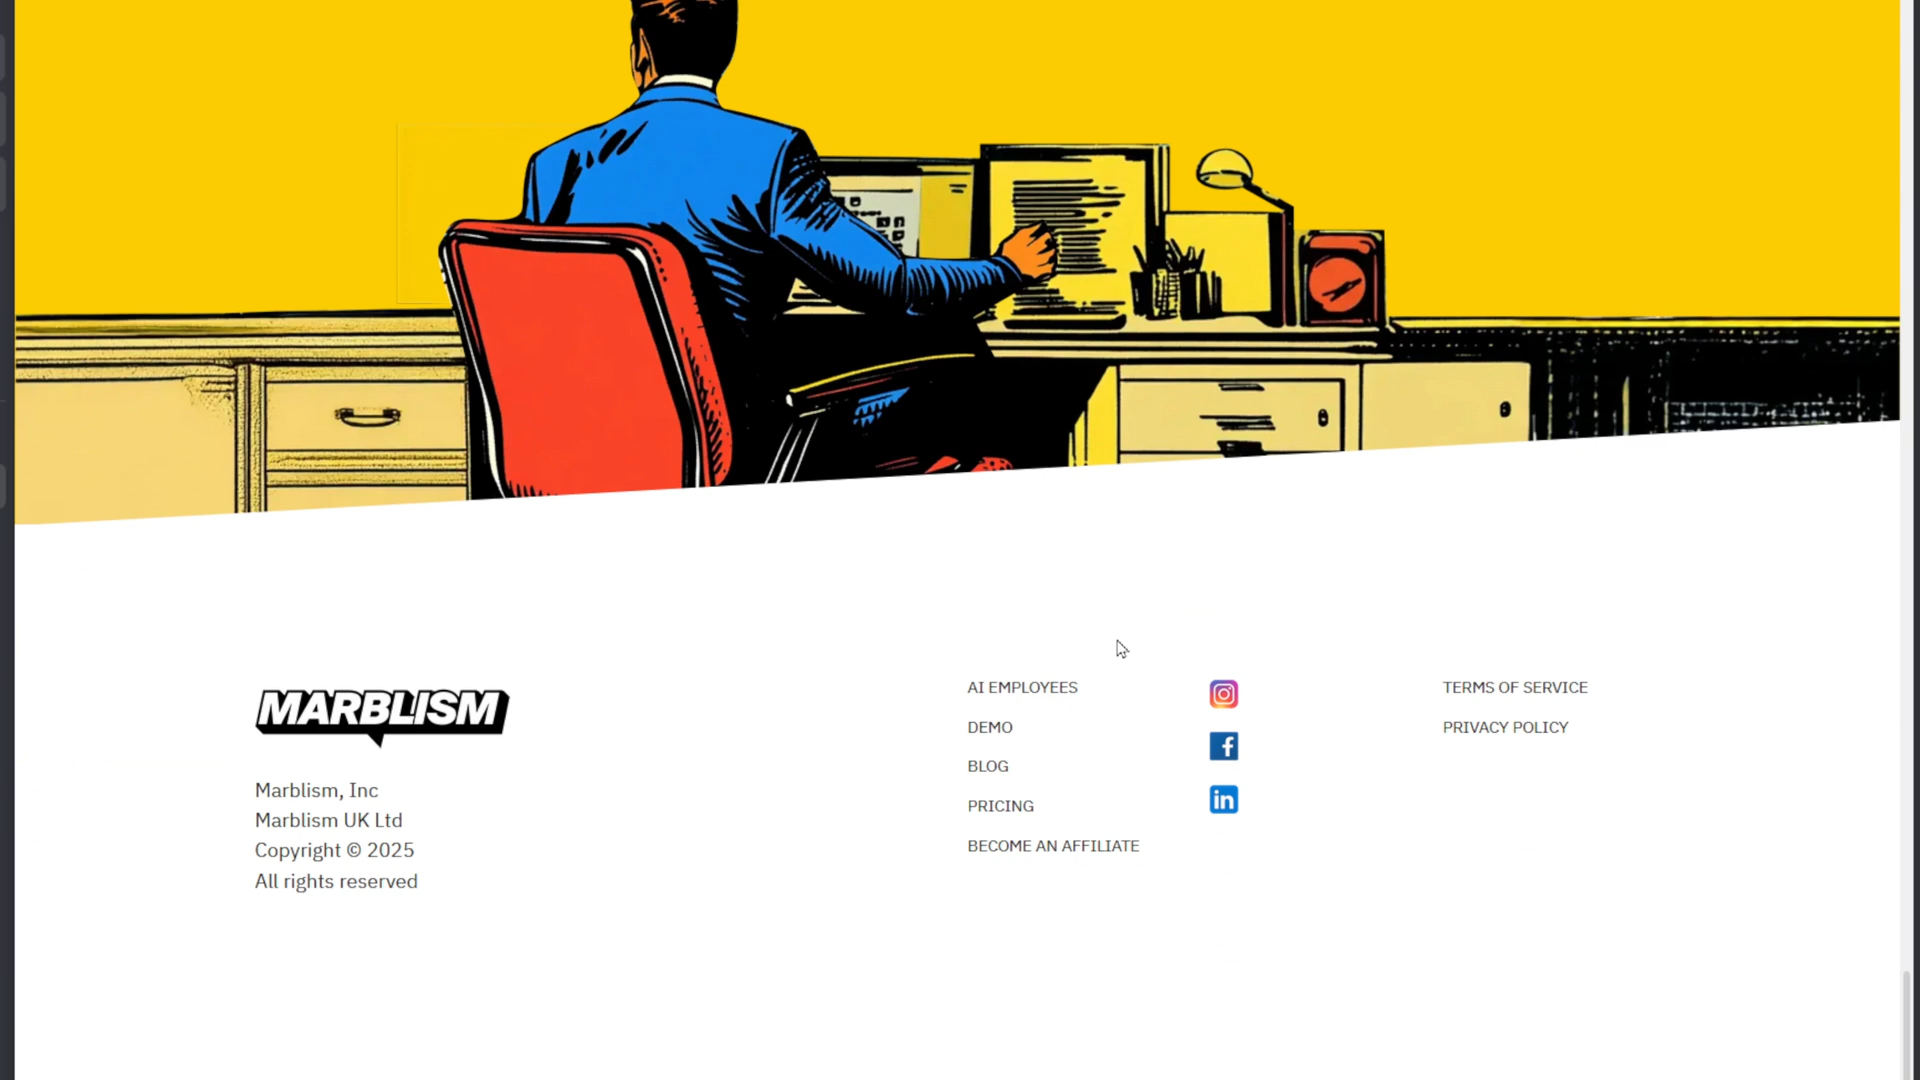 MARBLISM
Marblism, Inc
Marblism UK Ltd
Copyright © 2025
All rights reserved
AI EMPLOYEES
DEMO
BLOG
PRICING
BECOME AN AFFILIATE
in
TERMS OF SERVICE
PRIVACY POLICY